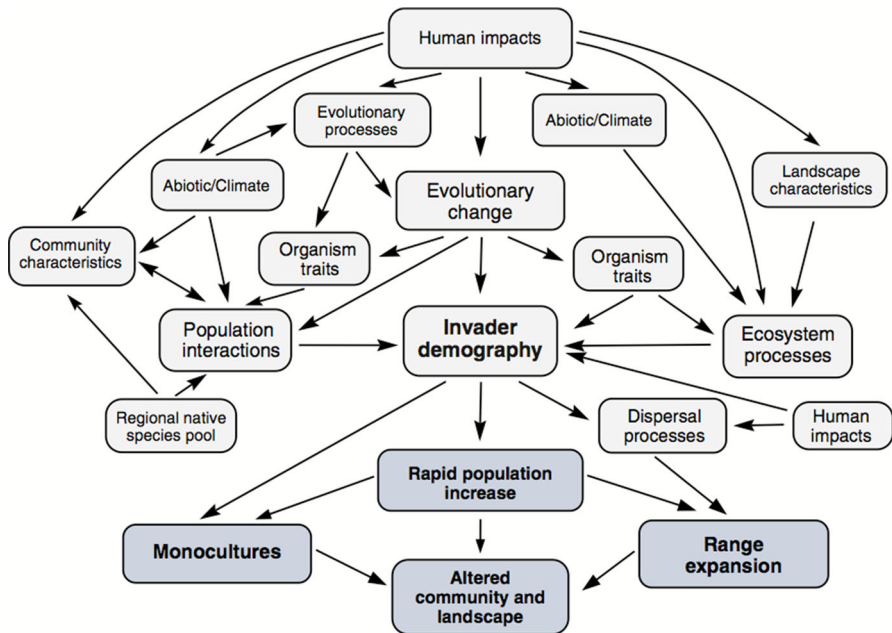 Human impacts
Evolutionary
processes
Abiotic/Climate
Abiotic/Climate
Landscape
characteristics
Evolutionary
change
Community
characteristics
Organism
traits
Organism
traits
Population
interactions
Invader
demography
Ecosystem
processes
Regional native
species pool
Dispersal
processes
Human
impacts
Rapid population
increase
Monocultures
Range
expansion
Altered
community and
landscape